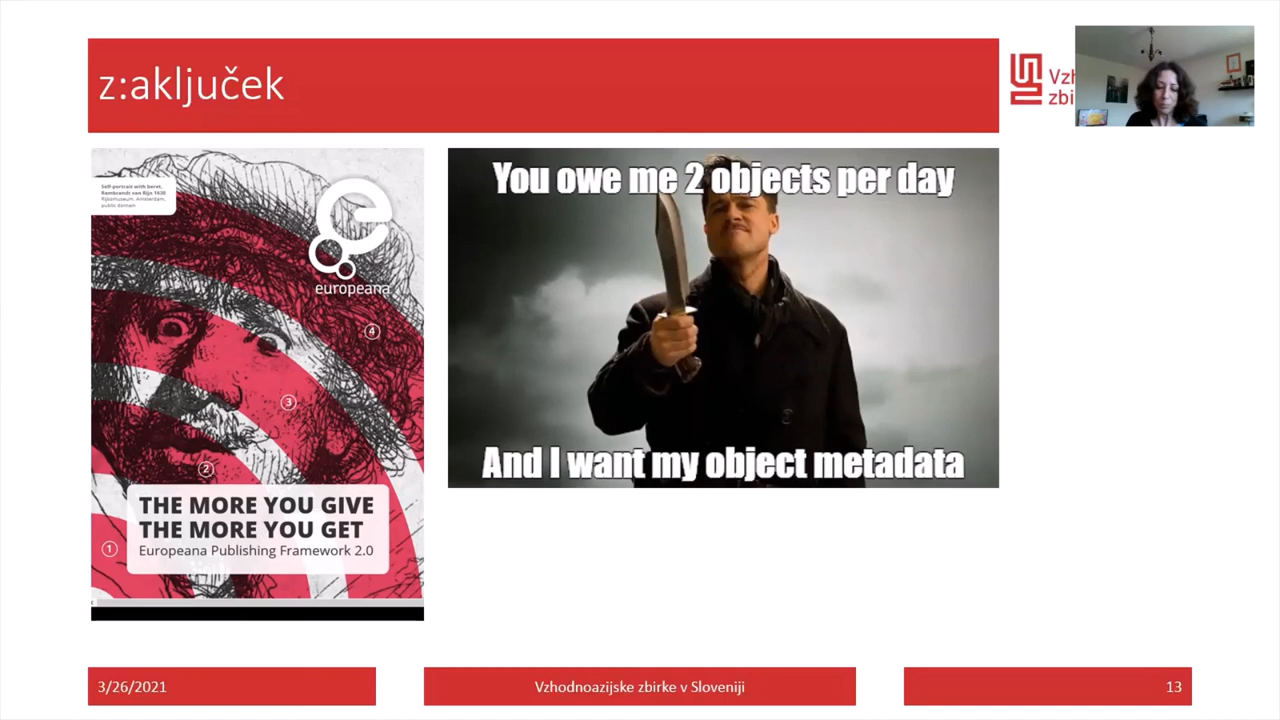 z:aključek
zbi
Self-portrait with beret,
Rembrandt van Rijn 1630
Rijksmuseum, Amsterdam,
public domain
europeana
4
3
2
1
THE MORE YOU GIVE
THE MORE YOU GET
Europeana Publishing Framework 2.0
You owe me 2 objects per day
And I want my object metadata
3/26/2021
Vzhodnoazijske zbirke v Sloveniji
13